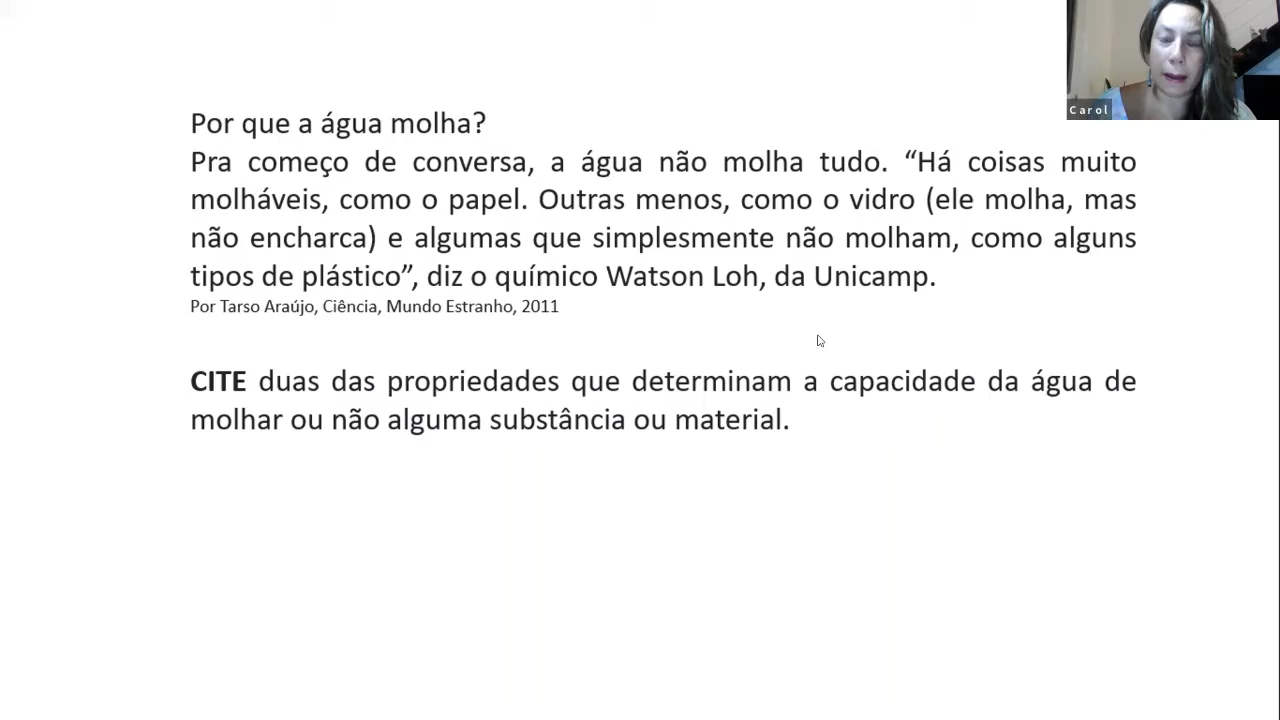 Carol
Por que a água molha?
Pra começo de conversa, a água não molha tudo. “Há coisas muito
molháveis, como o papel. Outras menos, como o vidro (ele molha, mas
não encharca) e algumas que simplesmente não molham, como alguns
tipos de plástico”, diz o químico Watson Loh, da Unicamp.
Por Tarso Araújo, Ciência, Mundo Estranho, 2011
CITE duas das propriedades que determinam a capacidade da água de
molhar ou não alguma substância ou material.